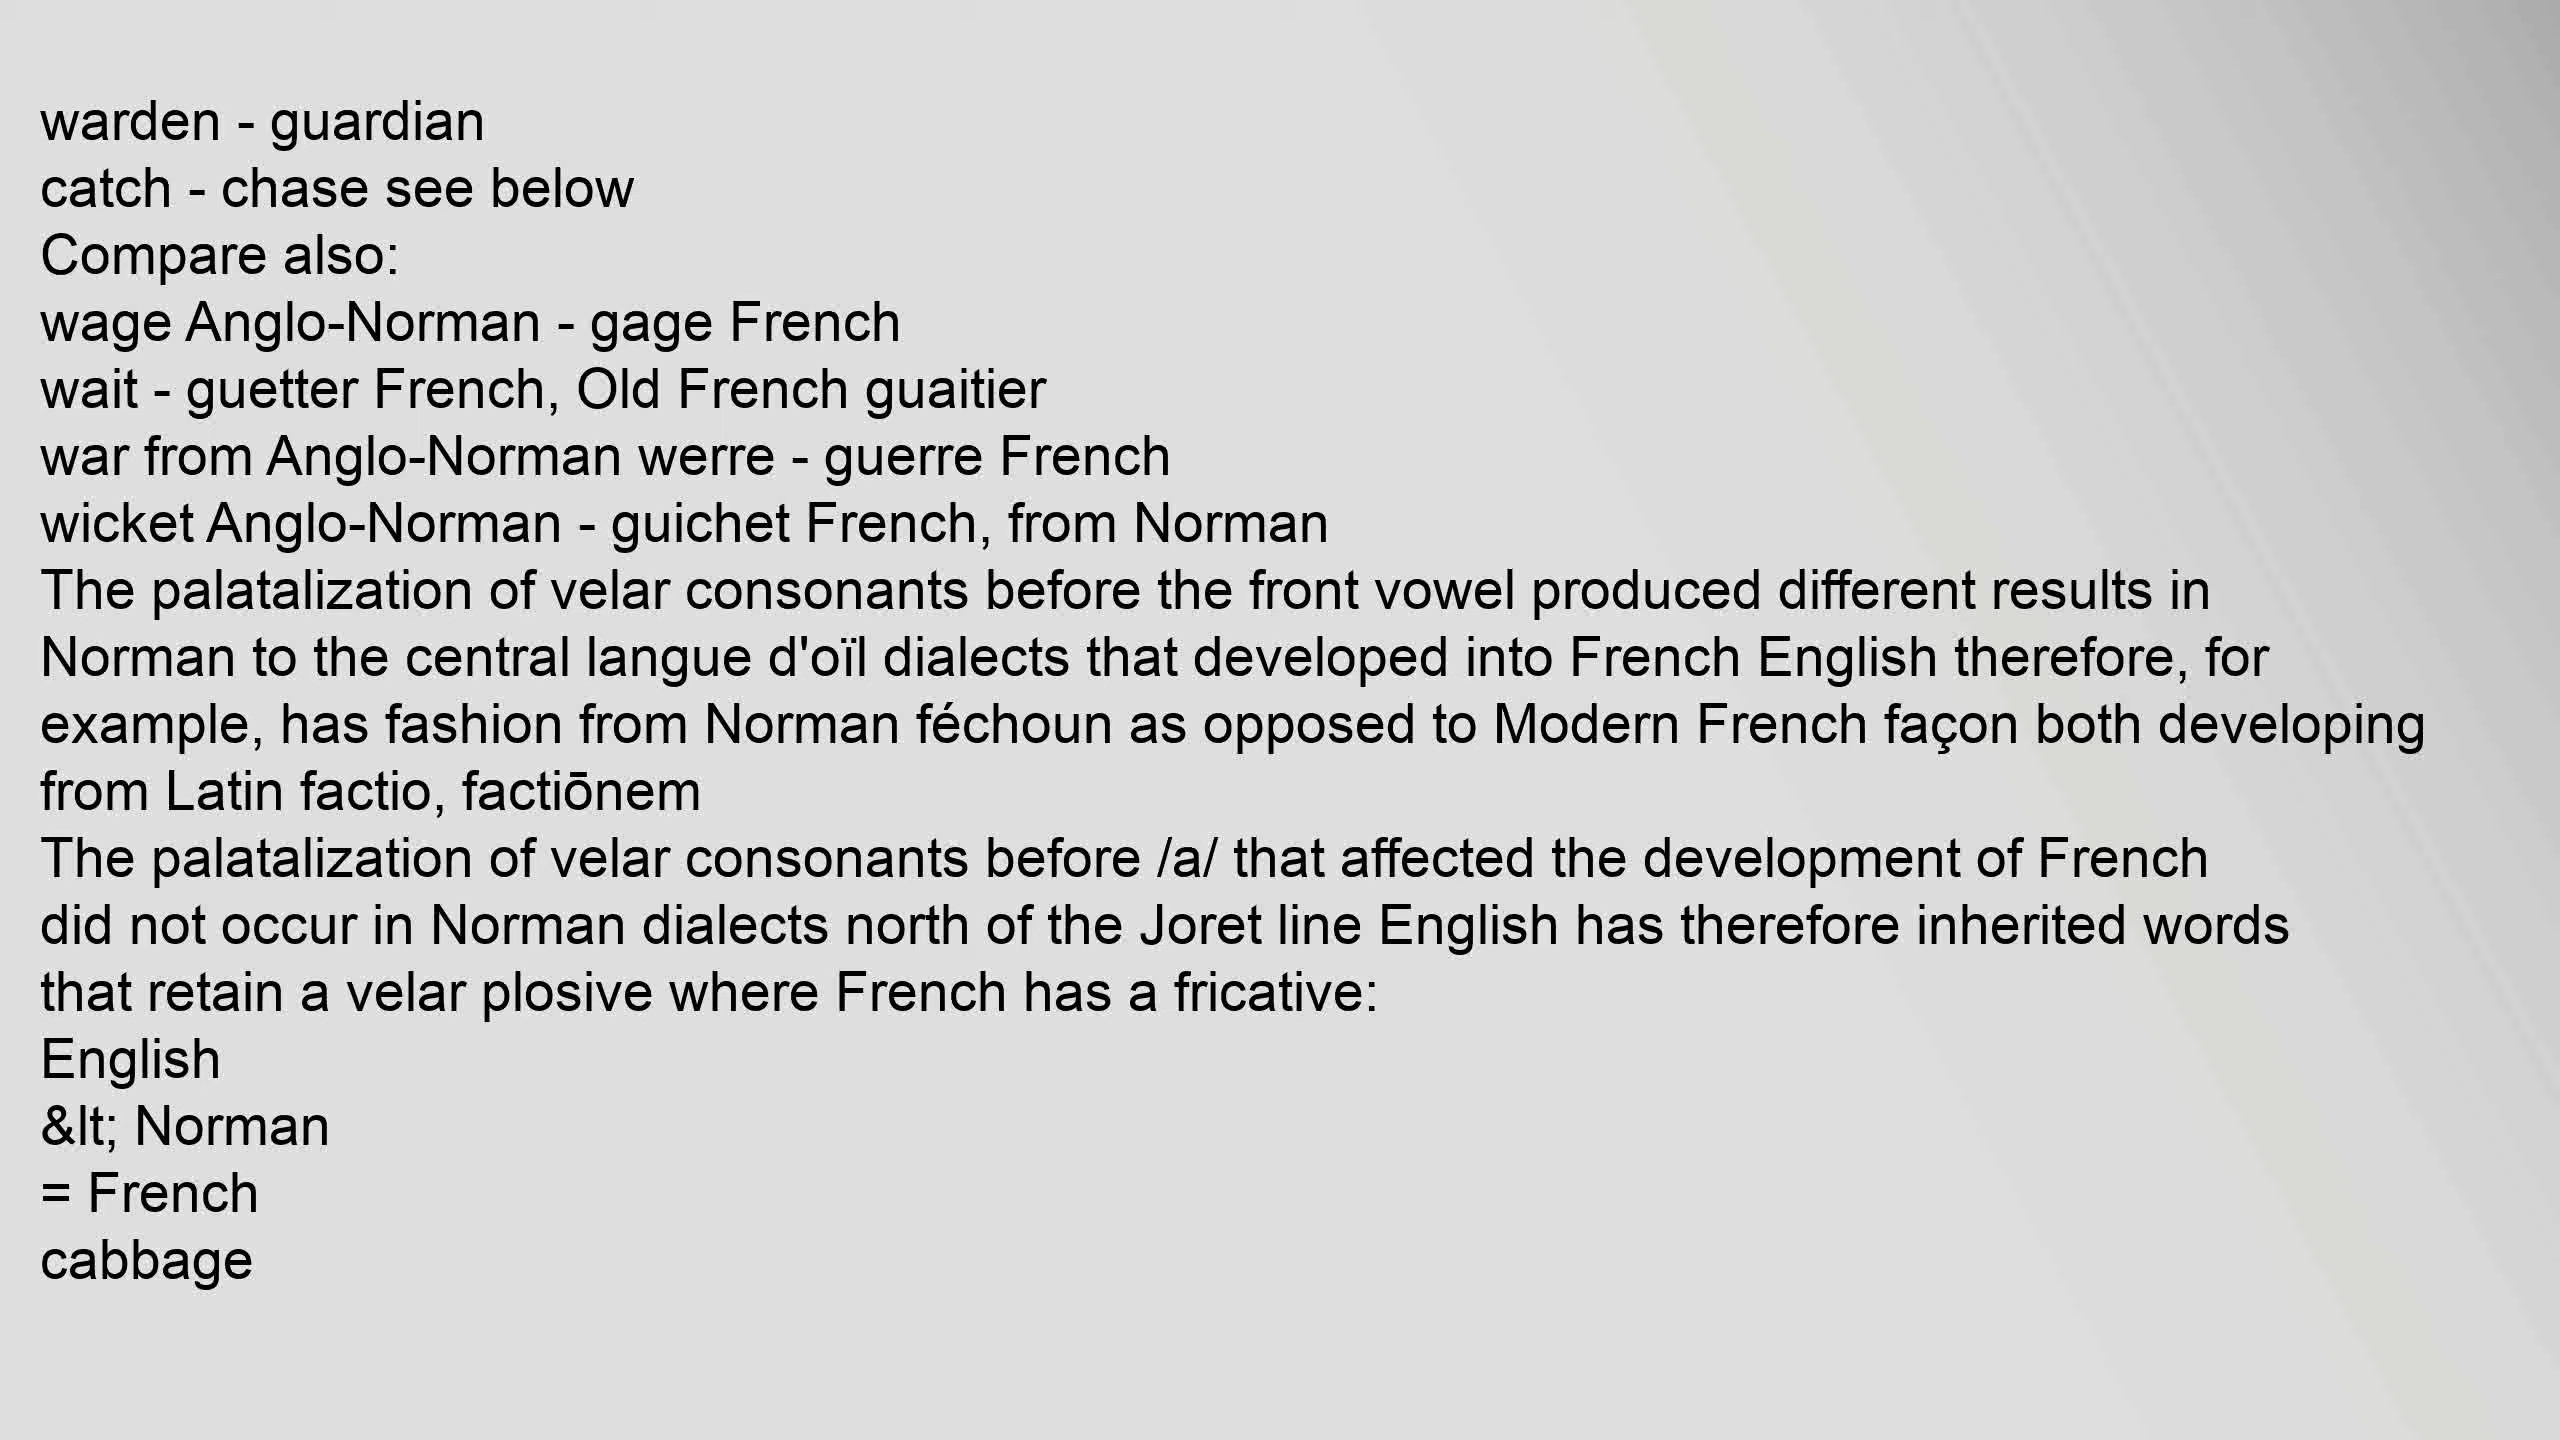 warden - guardian
catch - chase see below
Compare also:
wage Anglo-Norman - gage French
wait - guetter French, Old French guaitier
war from Anglo-Norman werre - guerre French
wicket Anglo-Norman - guichet French, from Norman
The palatalization of velar consonants before the front vowel produced different results in
Norman to the central langue d'oïl dialects that developed into French English therefore, for
example, has fashion from Norman féchoun as opposed to Modern French façon both developing
from Latin factio, factiōnem
The palatalization of velar consonants before /a/ that affected the development of French
did not occur in Norman dialects north of the Joret line English has therefore inherited words
that retain a velar plosive where French has a fricative:
English
&lt; Norman
= French
cabbage